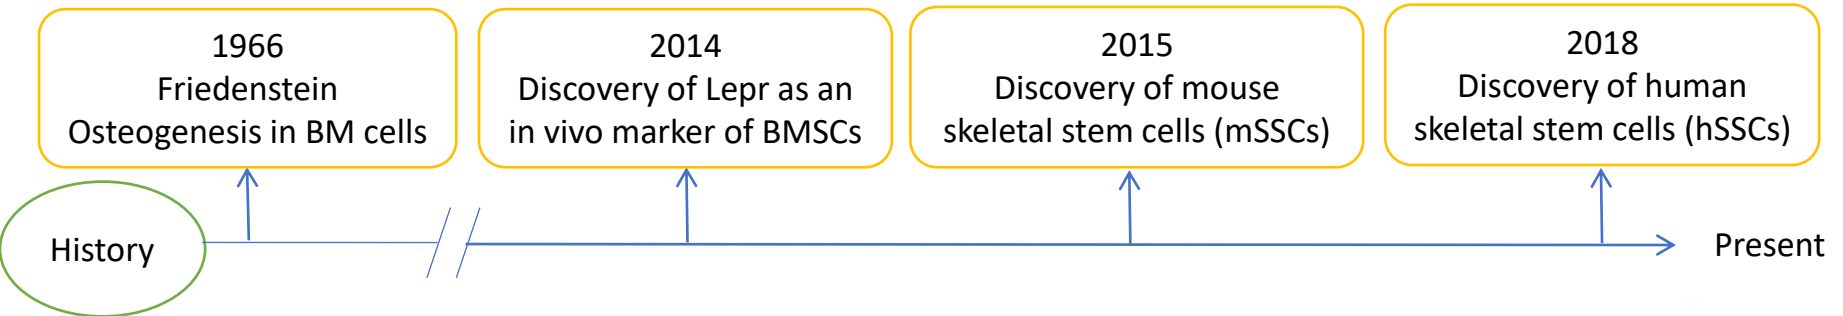 1966
Friedenstein
Osteogenesis in BM cells
2014
Discovery of Lepr as an
in vivo marker of BMSCs
2015
Discovery of mouse
skeletal stem cells (mSSCs)
2018
Discovery of human
skeletal stem cells (hSSCs)
History
Present